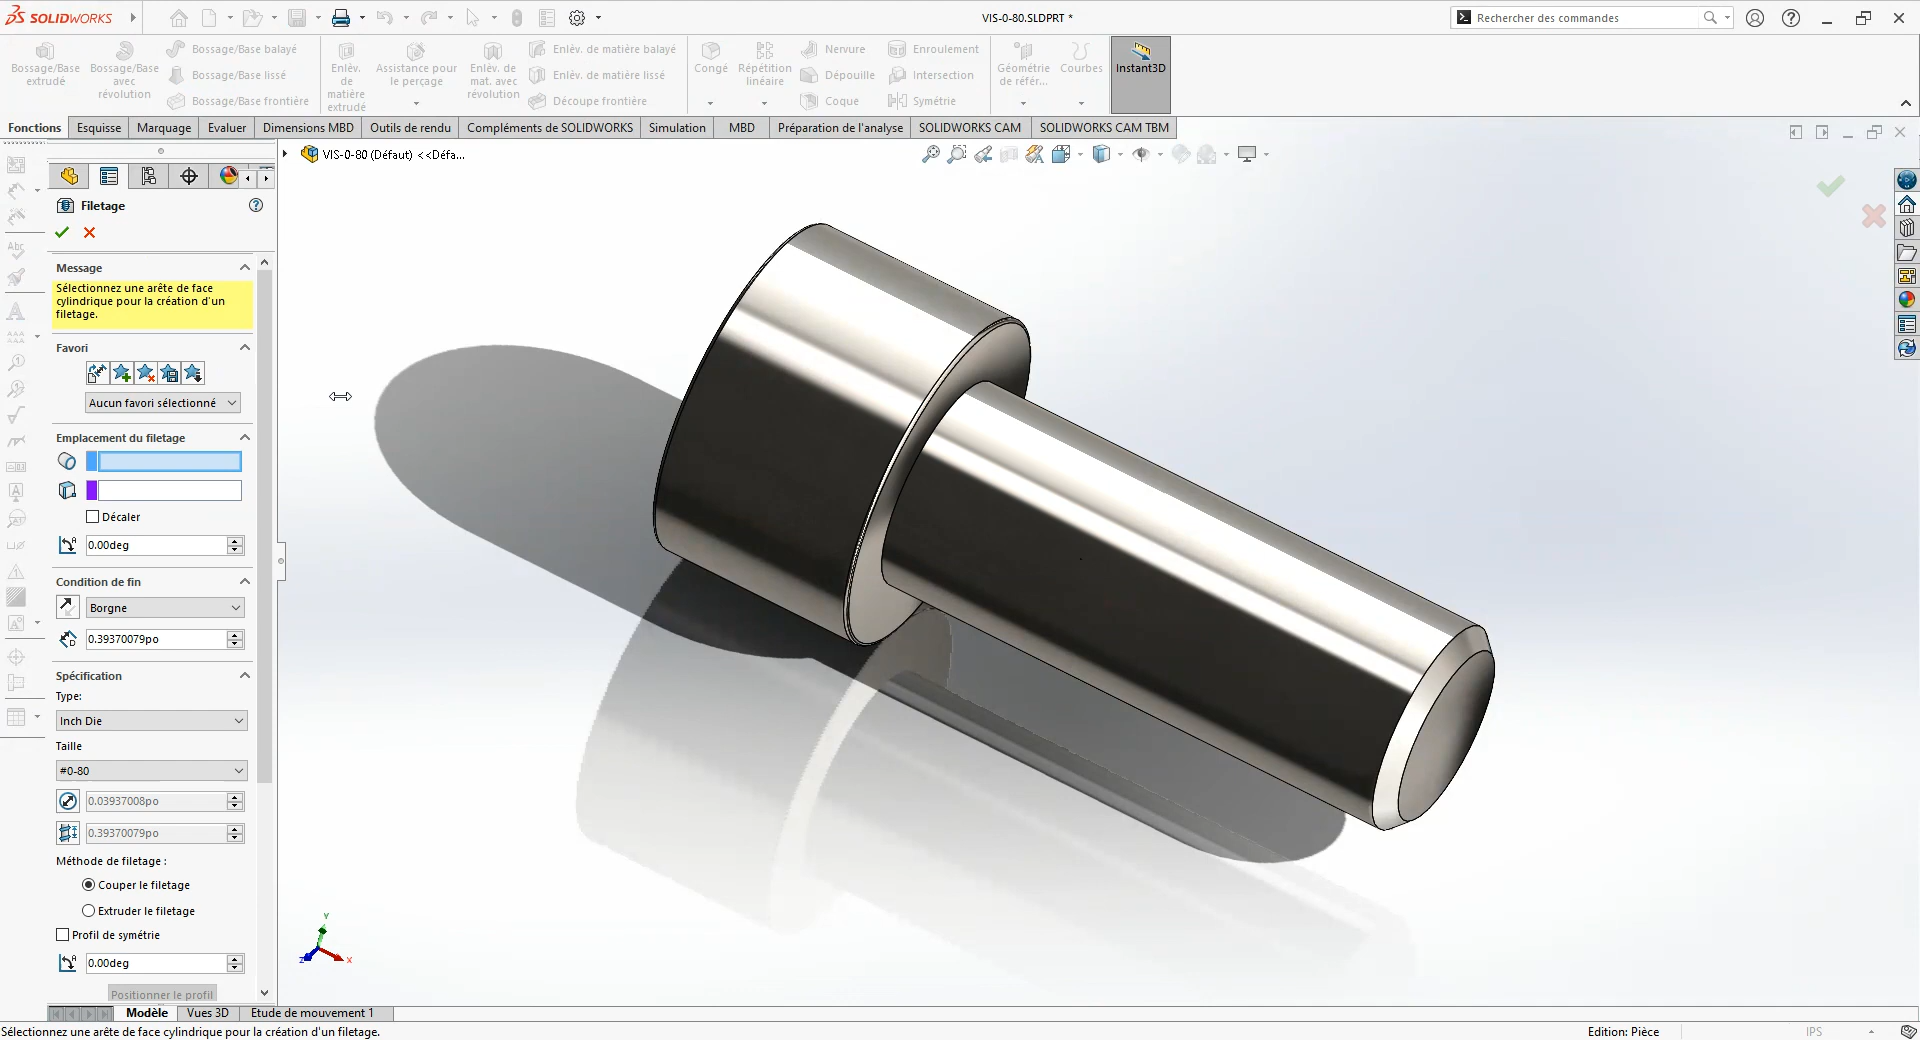 SOLIDWORKS
VIS-0-80.SLDPRT *
Rechercher des commandes
Bossage/Base
extrudé
Bossage/Base
avec
révolution
Bossage/Base balayé
Bossage/Base lissé
Bossage/Base frontière
Enlèv.
de
matière
extrudé
Assistance pour
le perçage
Enlèv. de
mat. avec
révolution
Enlèv. de matière balayé
Enlèv. de matière lissé
Découpe frontière
Congé
Répétition
linéaire
Nervure
Dépouille
Coque
Enroulement
Intersection
Symétrie
Géométrie
de référ...
Courbes
Instant3D
Fonctions
Esquisse
Marquage
Evaluer
Dimensions MBD
Outils de rendu
Compléments de SOLIDWORKS
Simulation
MBD
Préparation de l'analyse
SOLIDWORKS CAM
SOLIDWORKS CAM TBM
VIS-0-80 (Défaut) <<Défa...
Filetage
Message
Sélectionnez une arête de face
cylindrique pour la création d'un
filetage.
Favori
Aucun favori sélectionné
Emplacement du filetage
Décaler
0.00deg
Condition de fin
Borgne
0.39370079po
Spécification
Type:
Inch Die
Taille
#0-80
0.03937008po
0.39370079po
Méthode de filetage :
Couper le filetage
Extruder le filetage
Profil de symétrie
0.00deg
Positionner le profil
Y
Z
X
Modèle
Vues 3D
Etude de mouvement 1
Sélectionnez une arête de face cylindrique pour la création d'un filetage.
Edition: Pièce
IPS